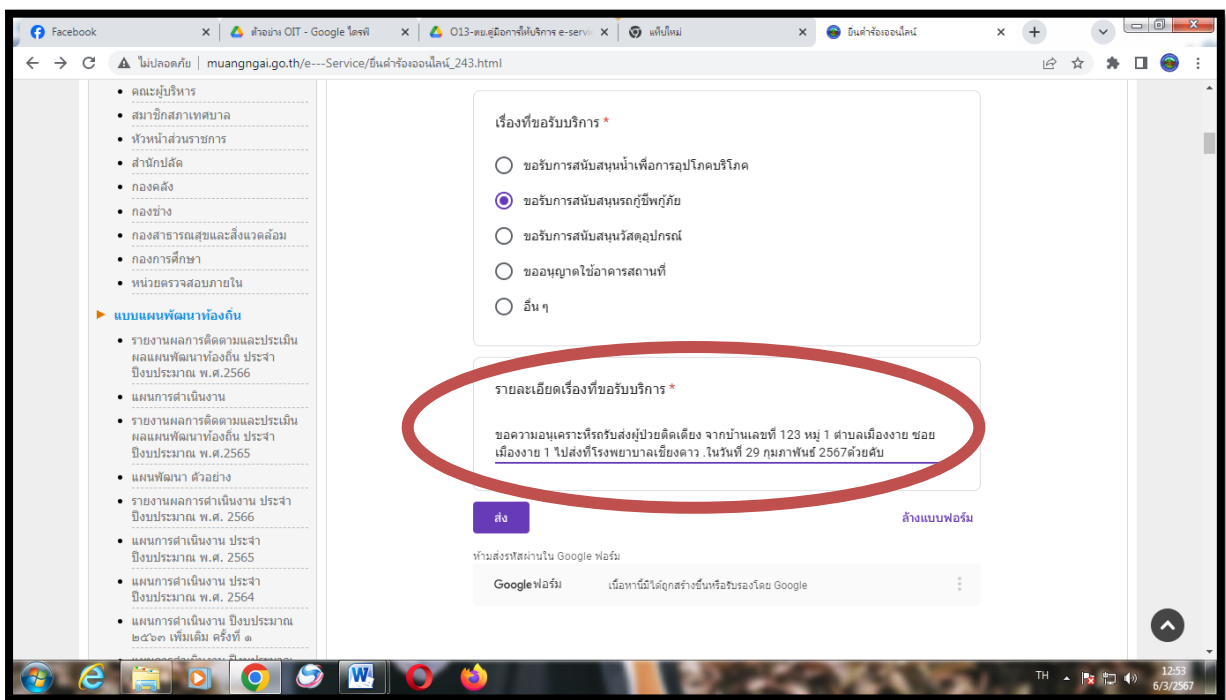 Facebook
ตัวอย่าง OIT - Google ไดรฟ์
O13-ตย.คู่มือการให้บริการ e-servic
แท็บใหม่
ยื่นคำร้องออนไลน์
ไม่ปลอดภัย | muangngai.go.th/e---Service/ยื่นคำร้องออนไลน์_243.html
คณะผู้บริหาร
สมาชิกสภาเทศบาล
หัวหน้าส่วนราชการ
สำนักปลัด
กองคลัง
กองช่าง
กองสาธารณสุขและสิ่งแวดล้อม
กองการศึกษา
หน่วยตรวจสอบภายใน
แบบแผนพัฒนาท้องถิ่น
รายงานผลการติดตามและประเมิน
ผลแผนพัฒนาท้องถิ่น ประจำ
ปีงบประมาณ พ.ศ.2566
แผนการดำเนินงาน
รายงานผลการติดตามและประเมิน
ผลแผนพัฒนาท้องถิ่น ประจำ
ปีงบประมาณ พ.ศ.2565
แผนพัฒนา ตัวอย่าง
รายงานผลการดำเนินงาน ประจำ
ปีงบประมาณ พ.ศ. 2566
แผนการดำเนินงาน ประจำ
ปีงบประมาณ พ.ศ. 2565
แผนการดำเนินงาน ประจำ
ปีงบประมาณ พ.ศ. 2564
แผนการดำเนินงาน ปีงบประมาณ
๒๕๖๓ เพิ่มเติม ครั้งที่ ๑
เรื่องที่ขอรับบริการ *
ขอรับการสนับสนุนน้ำเพื่อการอุปโภคบริโภค
ขอรับการสนับสนุนรถกู้ชีพกู้ภัย
ขอรับการสนับสนุนวัสดุอุปกรณ์
ขออนุญาตใช้อาคารสถานที่
อื่น ๆ
รายละเอียดเรื่องที่ขอรับบริการ *
ขอความอนุเคราะห์รถรับส่งผู้ป่วยติดเตียง จากบ้านเลขที่ 123 หมู่ 1 ตำบลเมืองงาย ซอย
เมืองงาย 1 ไปส่งที่โรงพยาบาลเชียงดาว .ในวันที่ 29 กุมภาพันธ์ 2567ด้วยคับ
ส่ง
ล้างแบบฟอร์ม
ห้ามส่งรหัสผ่านใน Google ฟอร์ม
Googleฟอร์ม
เนื้อหานี้มิได้ถูกสร้างขึ้นหรือรับรองโดย Google
TH
12:53
6/3/2567